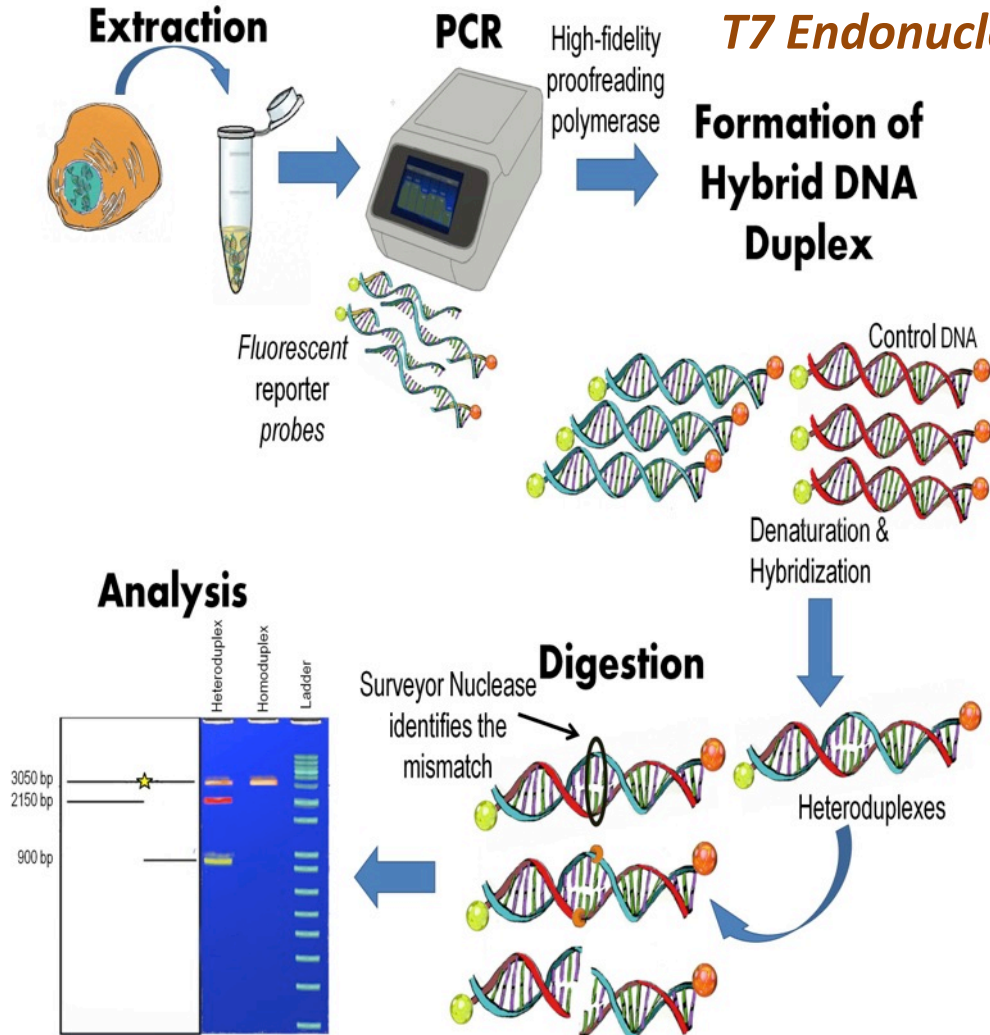 Extraction
PCR
High-fidelity
proofreading
polymerase
T7
Formation of
Hybrid DNA
Duplex
Fluorescent
reporter
probes
Control DNA
Denaturation &
Hybridization
Heteroduplexes
Digestion
Surveyor Nuclease
identifies the
mismatch
Analysis
Heteroduplex
Homoduplex
Ladder
3050 bp
2150 bp
900 bp